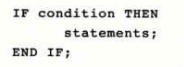 IF condition THEN
statements;
END IF;